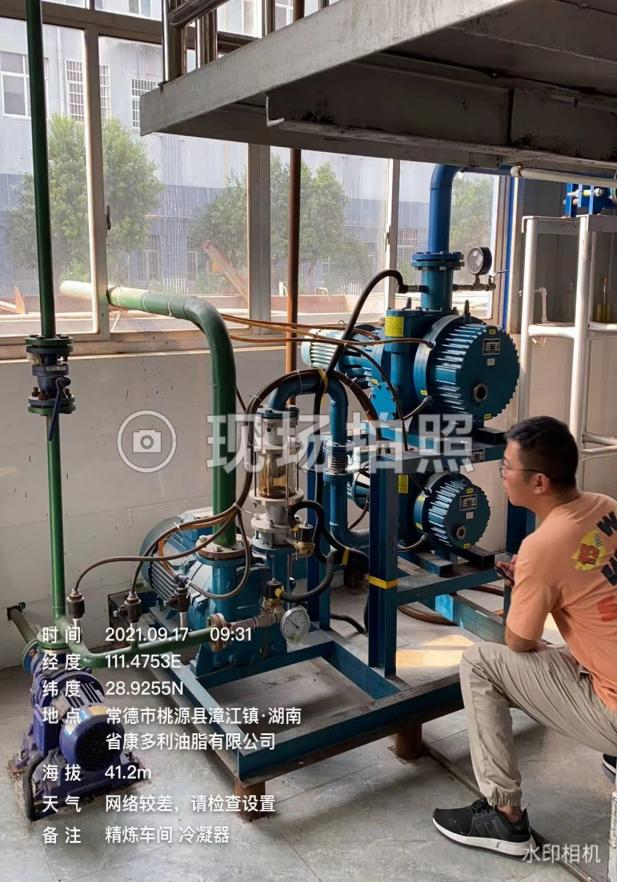 现场拍照
时间 2021.09.17 09:31
经度 111.4753E
纬度 28.9255N
地点 常德市桃源县漳江镇·湖南
省康多利油脂有限公司
海拔 41.2m
天气 网络较差，请检查设置
备注 精炼车间 冷凝器
水印相机